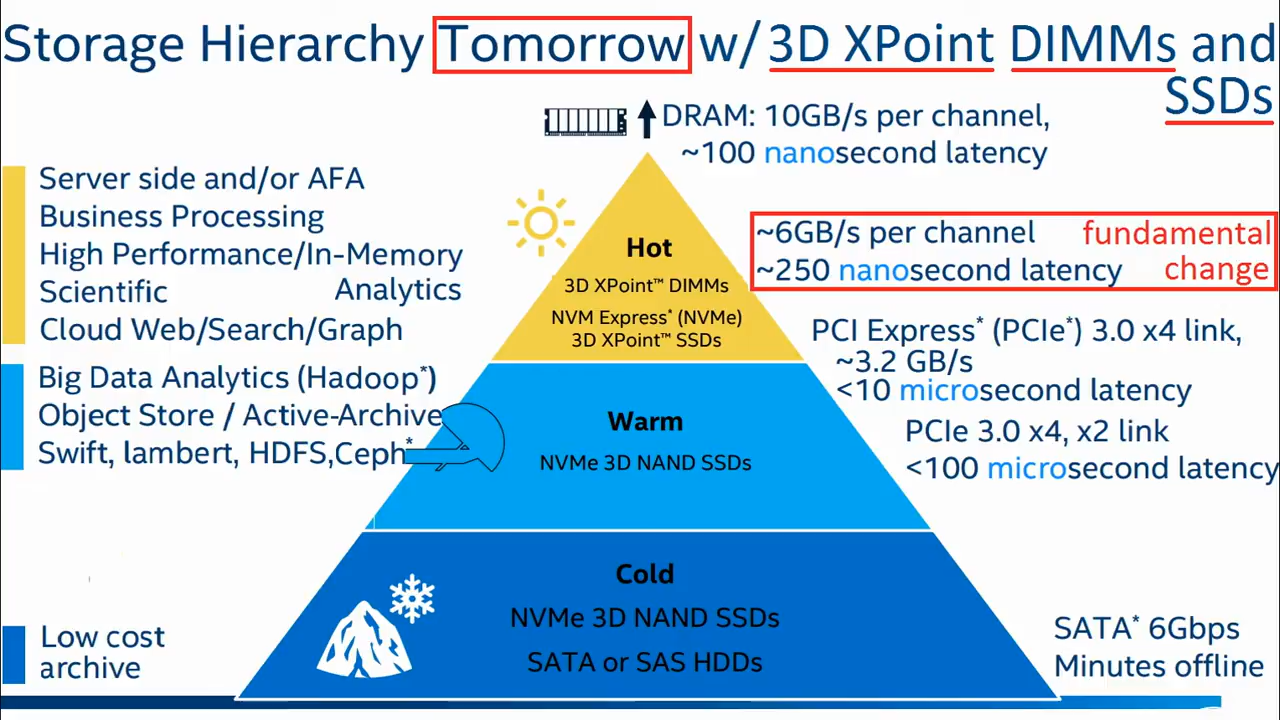 Storage Hierarchy Tomorrow w/ 3D XPoint DIMMs and
SSDs
DRAM: 10GB/s per channel,
~100 nanosecond latency
Server side and/or AFA
Business Processing
High Performance/In-Memory
Analytics
Scientific
Cloud Web/Search/Graph
Hot
3D XPoint™ DIMMs
NVM Express* (NVMe)
3D XPoint™ SSDs
~6GB/s per channel
~250 nanosecond latency
fundamental
change
PCI Express* (PCIe*) 3.0 x4 link,
~3.2 GB/s
<10 microsecond latency
Big Data Analytics (Hadoop*)
Object Store / Active-Archive
Swift, lambert, HDFS,Ceph*
Warm
NVMe 3D NAND SSDs
PCIe 3.0 x4, x2 link
<100 microsecond latency
Cold
NVMe 3D NAND SSDs
SATA or SAS HDDs
Low cost
archive
SATA* 6Gbps
Minutes offline